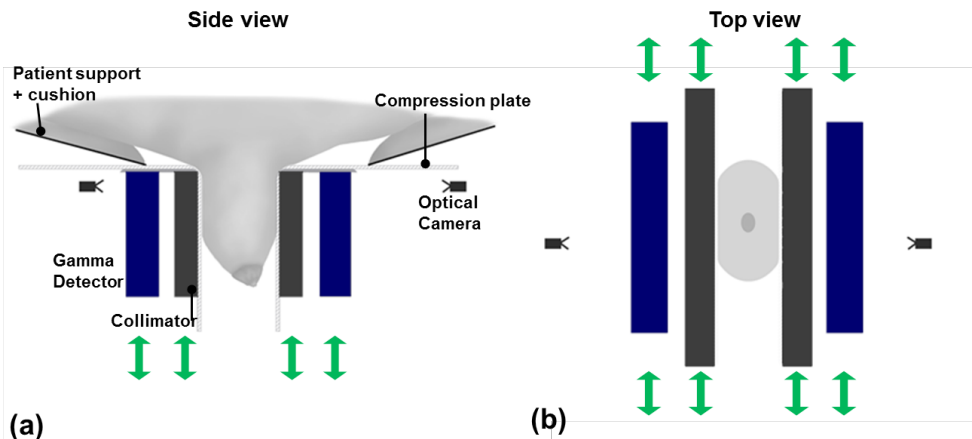 Side view
Top view
Patient support
+ cushion
Compression plate
Optical
Camera
Gamma
Detector
Collimator
(a)
(b)